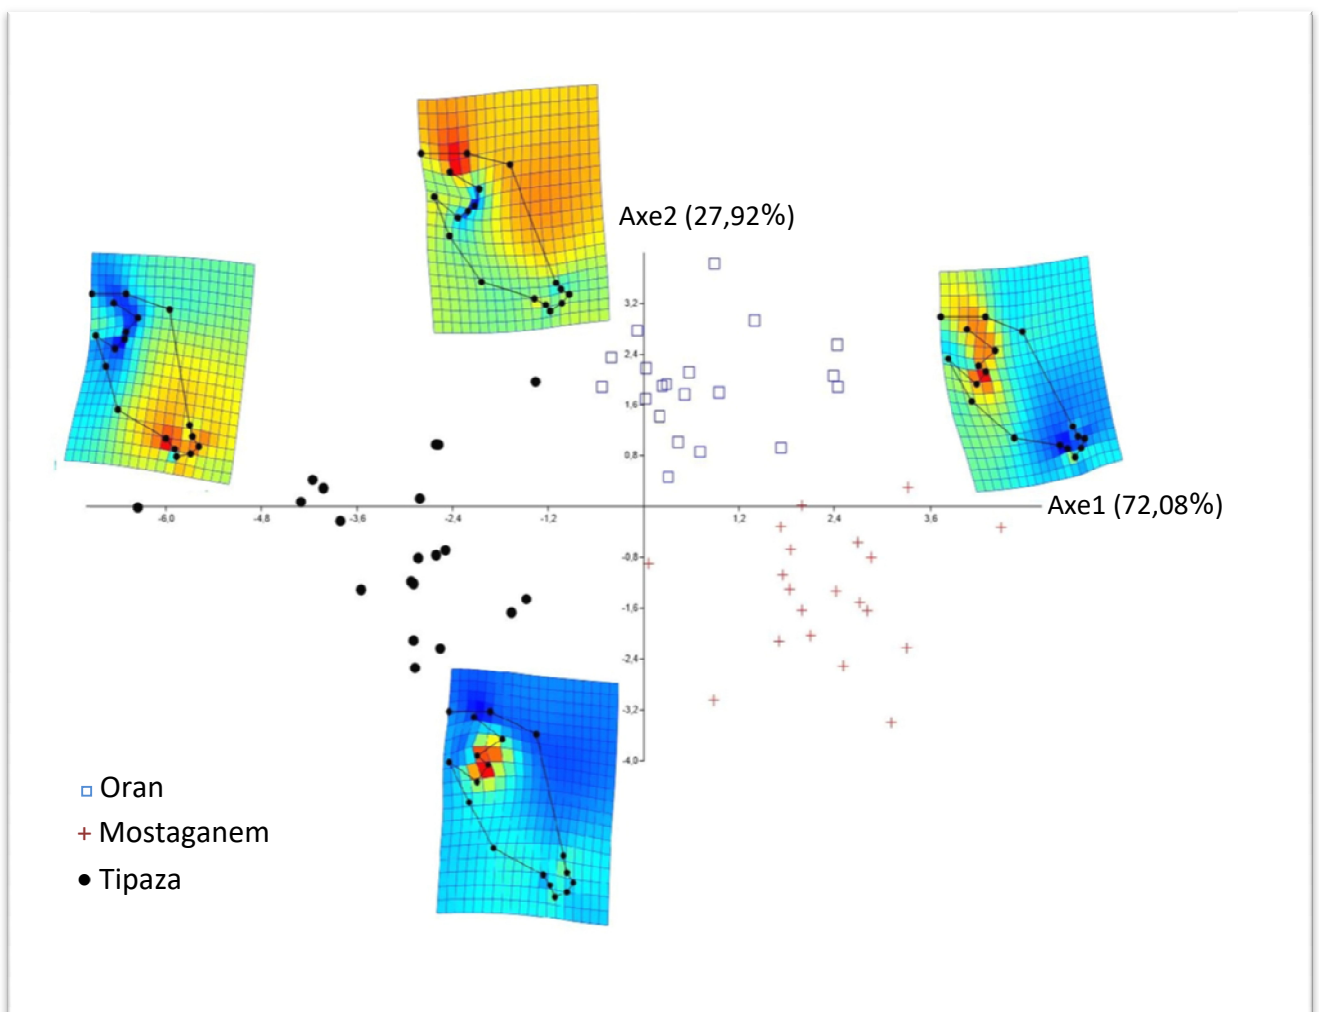 Axe2 (27,92%)
3,2
2,4
1,6
0,8
Axe1 (72,08%)
-6,0 -4,8 -3,6 -2,4 -1,2 1,2 2,4 3,6
-0,8
-1,6
-2,4
-3,2
-4,0
Oran
Mostaganem
Tipaza